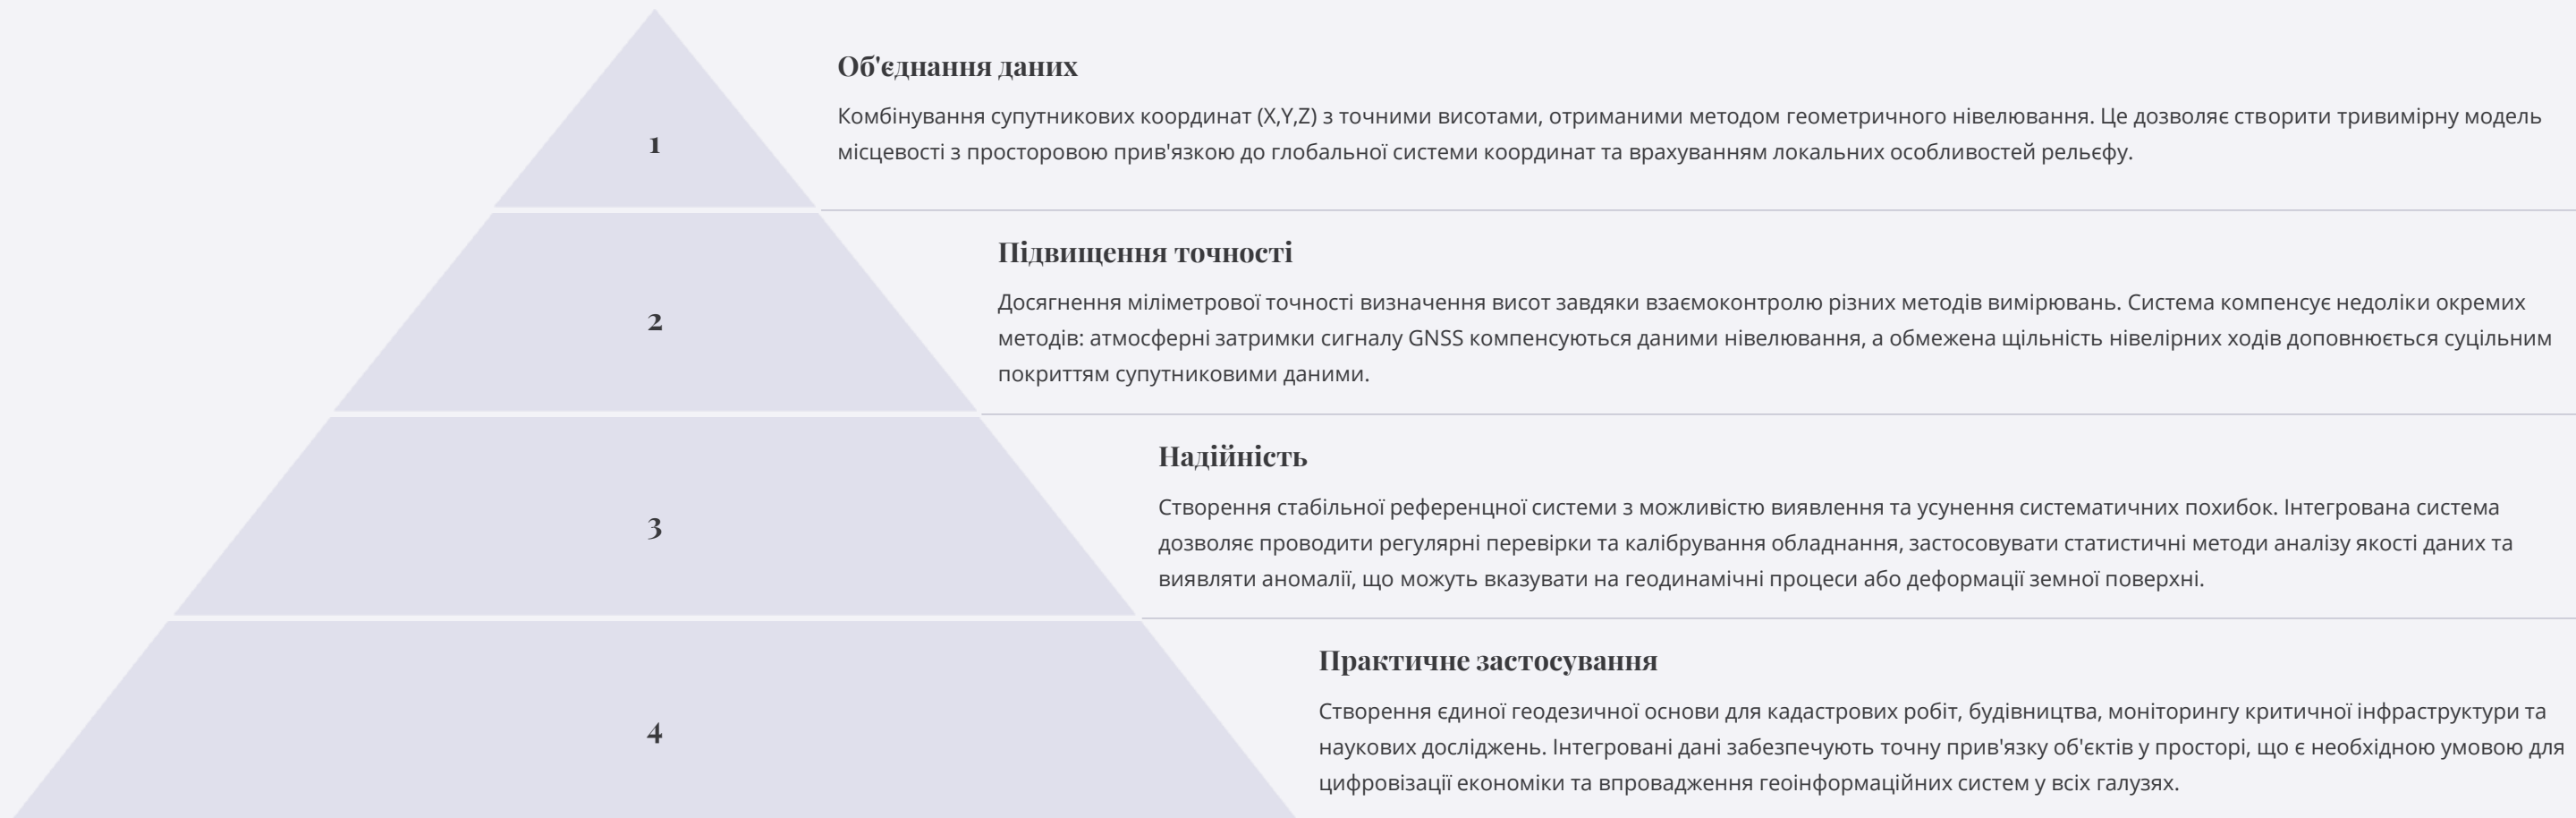 Об'єднання даних
Комбінування супутникових координат (X,Y,Z) з точними висотами, отриманими методом геометричного нівелювання. Це дозволяє створити тривимірну модель
місцевості з просторовою прив'язкою до глобальної системи координат та врахуванням локальних особливостей рельєфу.
1
Підвищення точності
Досягнення міліметрової точності визначення висот завдяки взаємоконтролю різних методів вимірювань. Система компенсує недоліки окремих
методів: атмосферні затримки сигналу GNSS компенсуються даними нівелювання, а обмежена щільність нівелірних ходів доповнюється суцільним
покриттям супутниковими даними.
2
Надійність
Створення стабільної референцної системи з можливістю виявлення та усунення систематичних похибок. Інтегрована система
дозволяє проводити регулярні перевірки та калібрування обладнання, застосовувати статистичні методи аналізу якості даних та
виявляти аномалії, що можуть вказувати на геодинамічні процеси або деформації земної поверхні.
3
Практичне застосування
Створення єдиної геодезичної основи для кадастрових робіт, будівництва, моніторингу критичної інфраструктури та
наукових досліджень. Інтегровані дані забезпечують точну прив'язку об'єктів у просторі, що є необхідною умовою для
цифровізації економіки та впровадження геоінформаційних систем у всіх галузях.
4